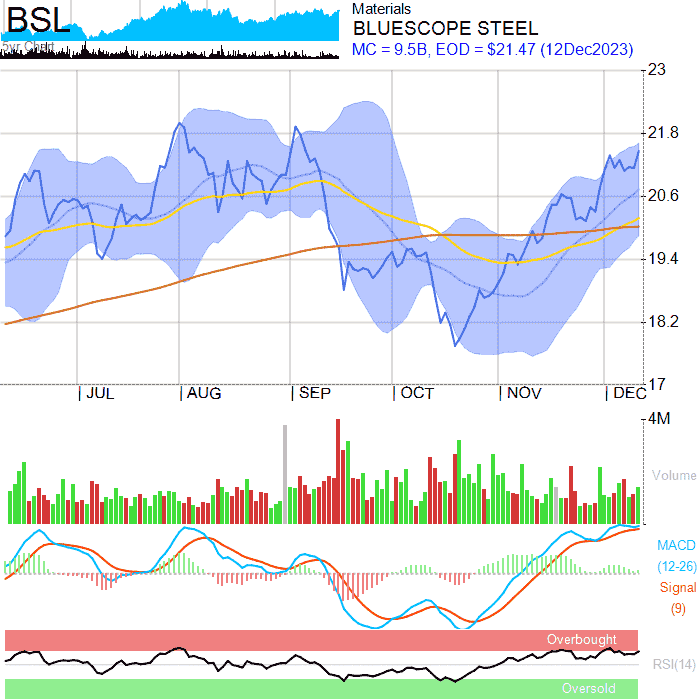 BSL
5yr Chart
Materials
BLUESCOPE STEEL
MC = 9.5B, EOD = $21.47 (12Dec2023)
23
21.8
20.6
19.4
18.2
17
JUL AUG SEP OCT NOV DEC
4M
Volume
MACD
(12-26)
Signal
(9)
Overbought
RSI(14)
Oversold